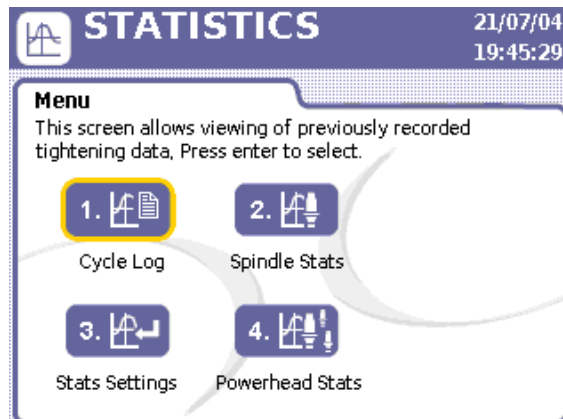 STATISTICS
21/07/04
19:45:29
Menu
This screen allows viewing of previously recorded
tightening data, Press enter to select.
1.
2.
Cycle Log
Spindle Stats
3.
4.
Stats Settings
Powerhead Stats